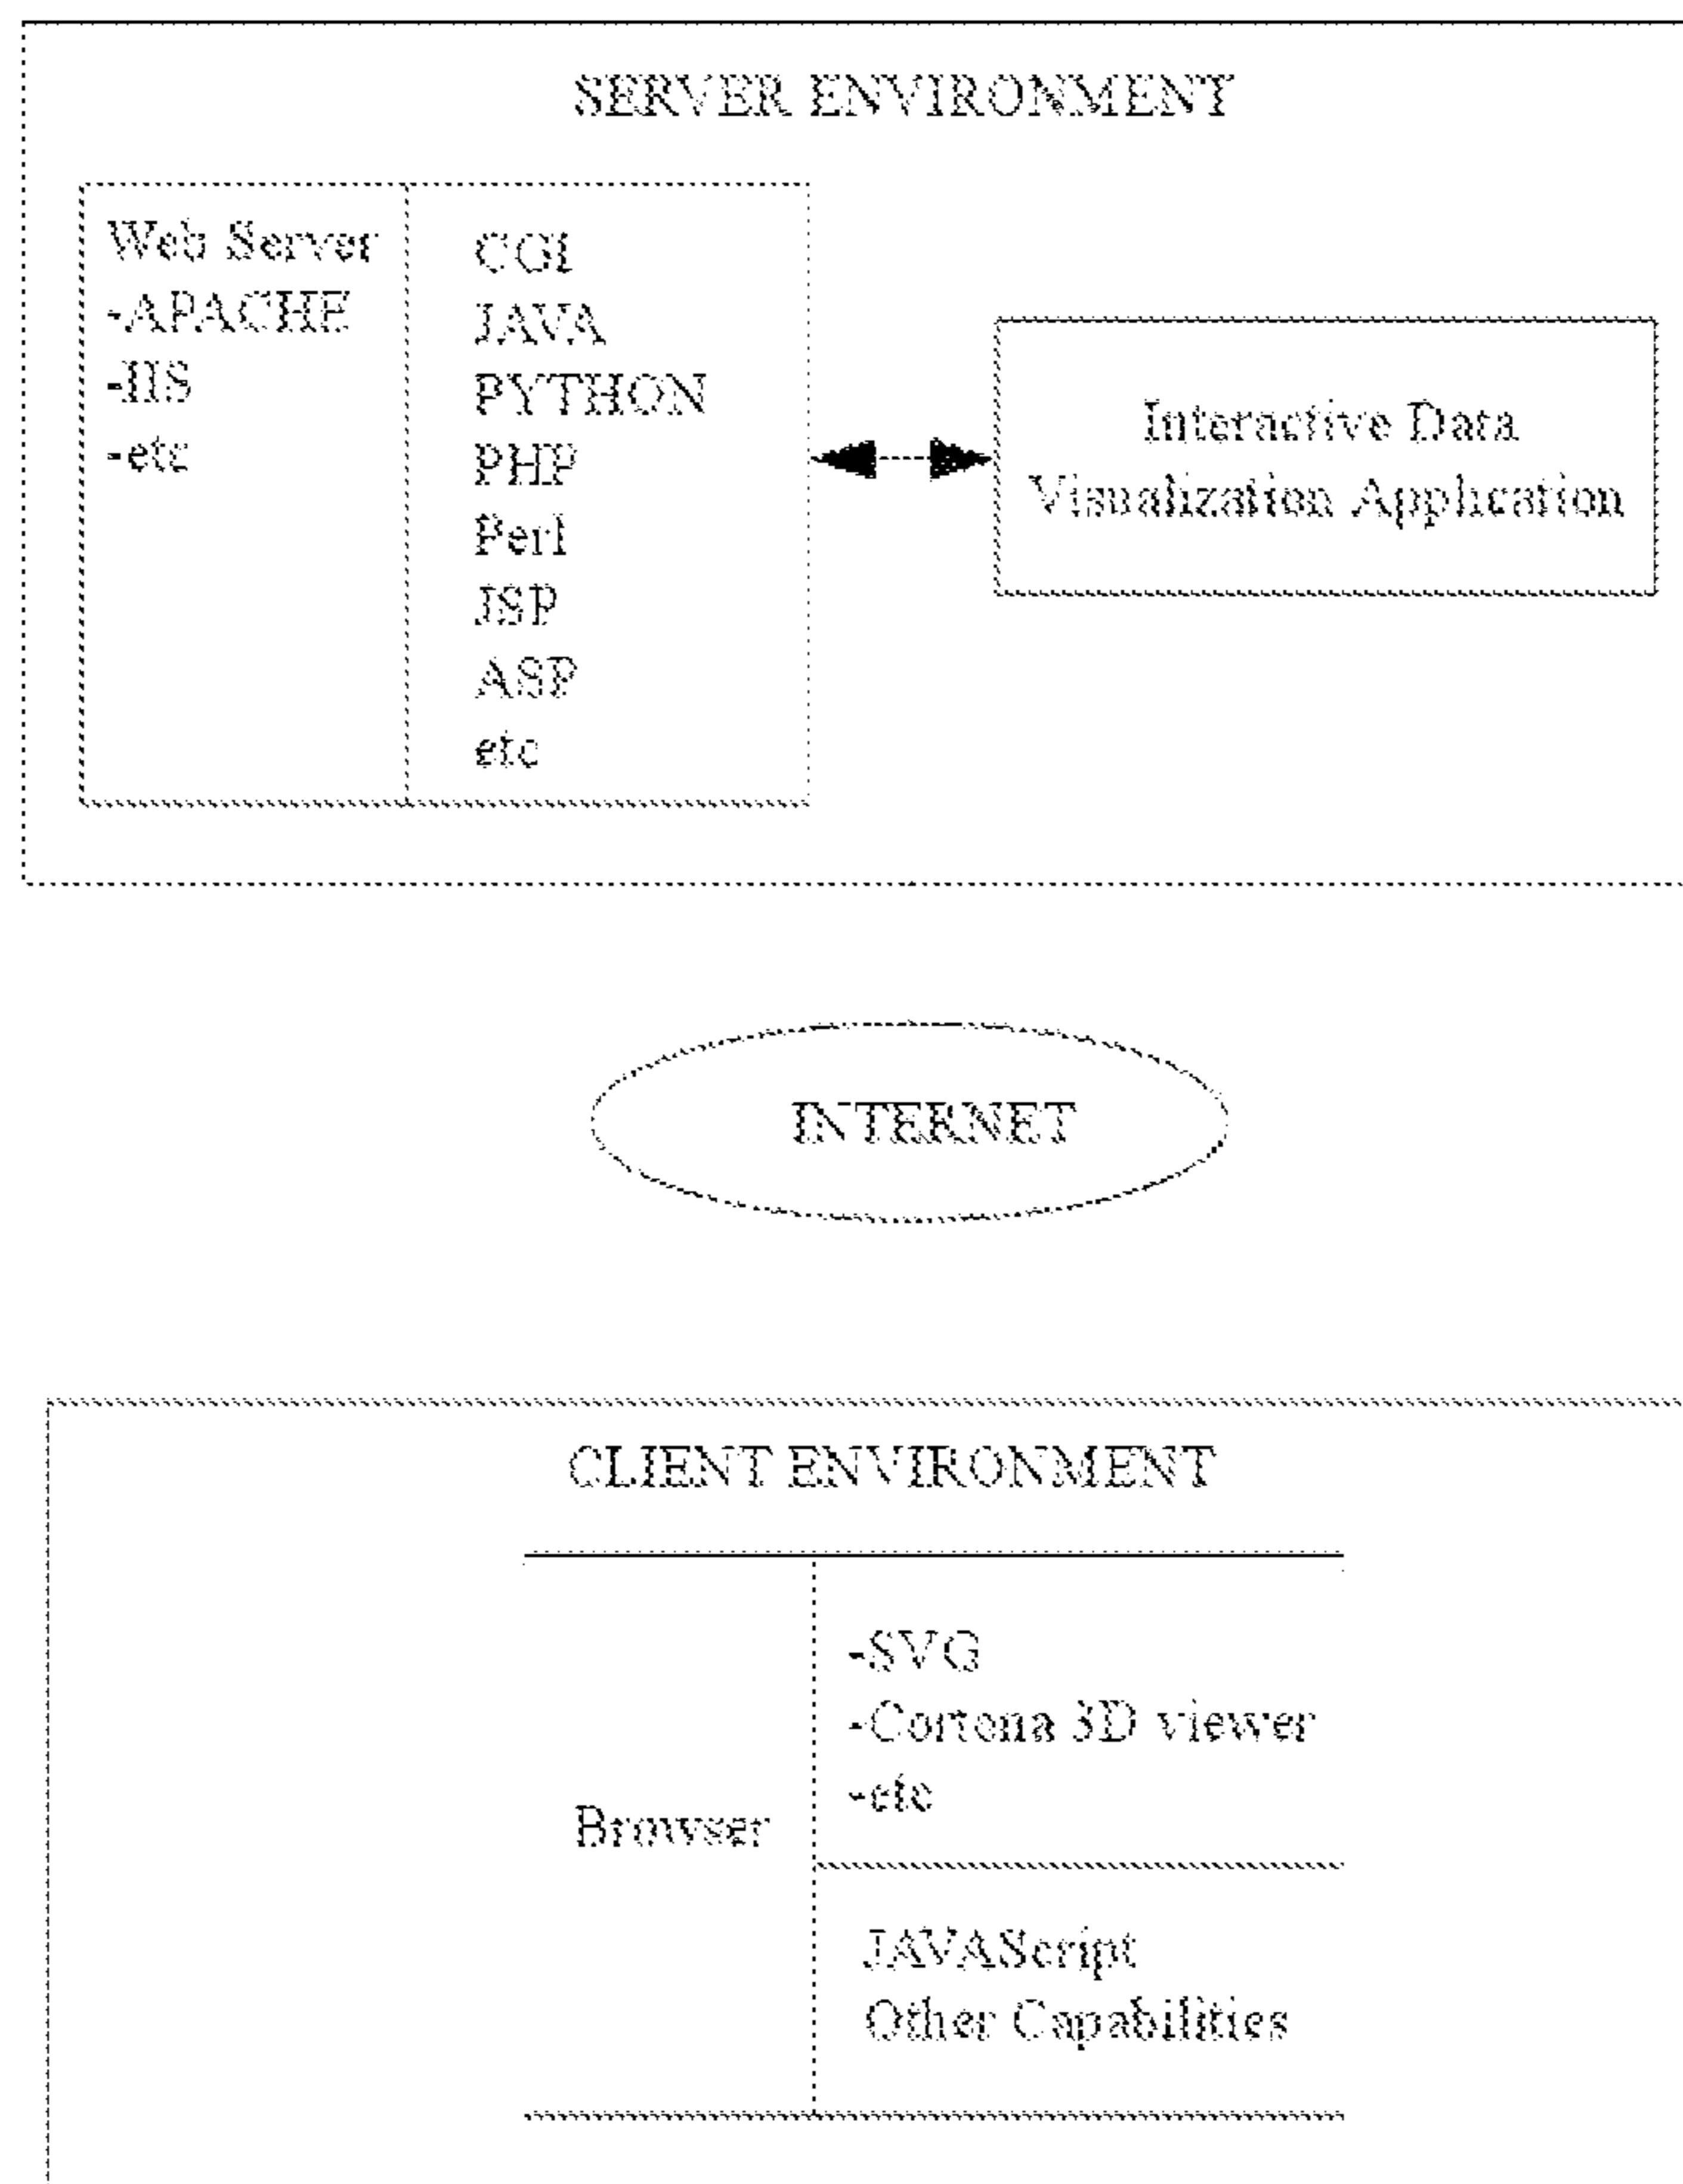 SERVER ENVIRONMENT
Web Server
-APACHE
-IIS
-etc
CGI
JAVA
PYTHON
PHP
Perl
JSP
ASP
etc
Interactive Data
Visualization Application
INTERNET
CLIENT ENVIRONMENT
Browser
-SVG
-Cortona 3D viewer
-etc
JAVAScript
Other Capabilities